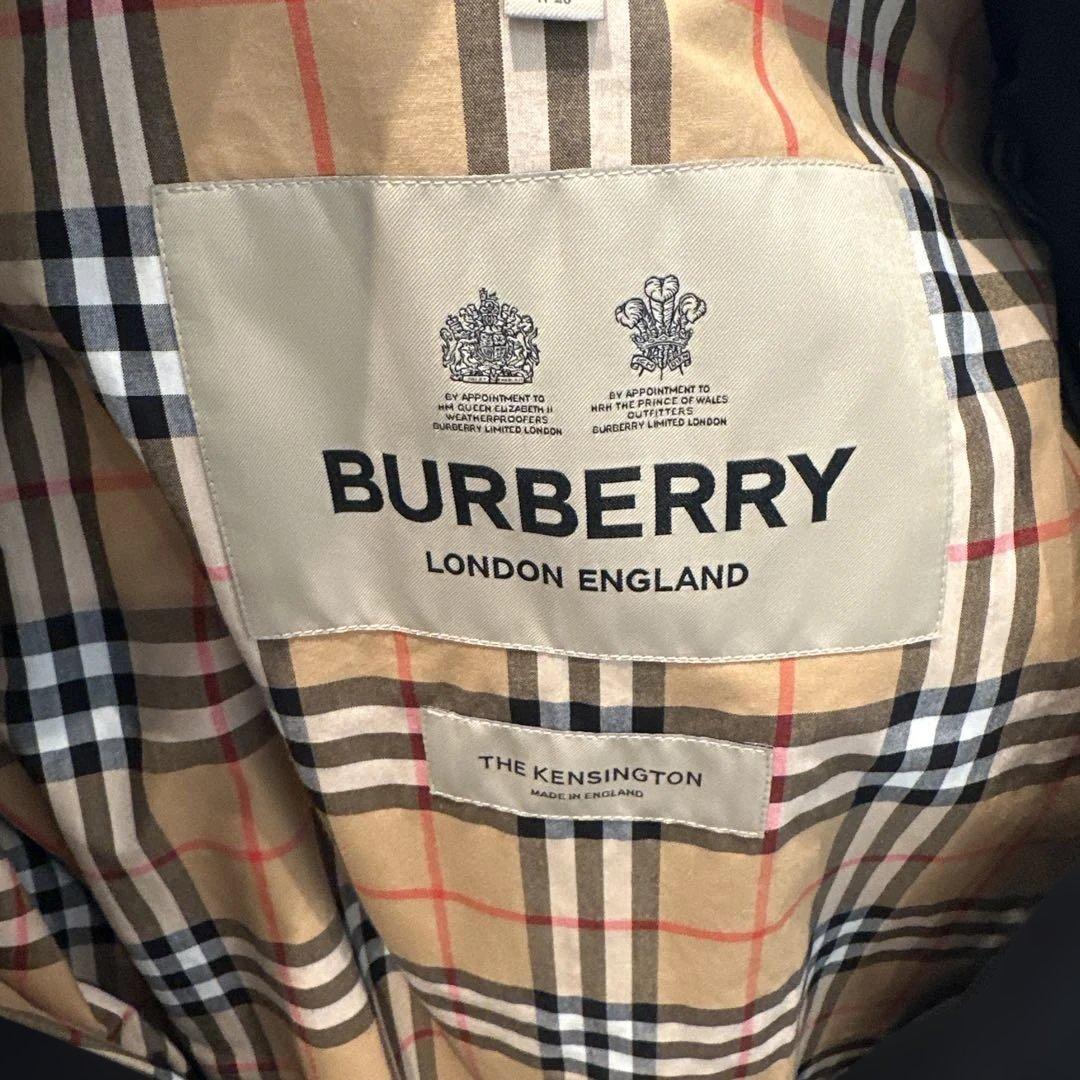 BY APPOINTMENT TO
HM QUEEN ELIZABETH II
WEATHERPROOFERS
BURBERRY LIMITED LONDON
BY APPOINTMENT TO
HRH THE PRINCE OF WALES
OUTFITTERS
BURBERRY LIMITED LONDON
BURBERRY
LONDON ENGLAND
THE KENSINGTON
MADE IN ENGLAND